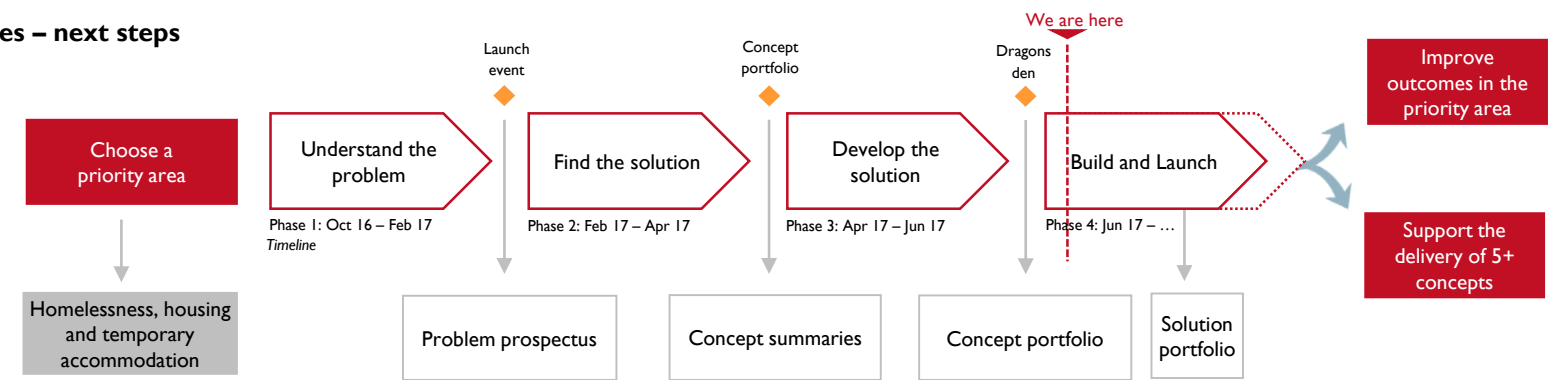 es – next steps
We are here
Launch
event
Concept
portfolio
Dragons
den
Choose a
priority area
Understand the
problem
Find the solution
Develop the
solution
Build and Launch
Improve
outcomes in the
priority area
Phase 1: Oct 16 – Feb 17
Timeline
Phase 2: Feb 17 – Apr 17
Phase 3: Apr 17 – Jun 17
Phase 4: Jun 17 – …
Support the
delivery of 5+
concepts
Homelessness, housing
and temporary
accommodation
Problem prospectus
Concept summaries
Concept portfolio
Solution
portfolio